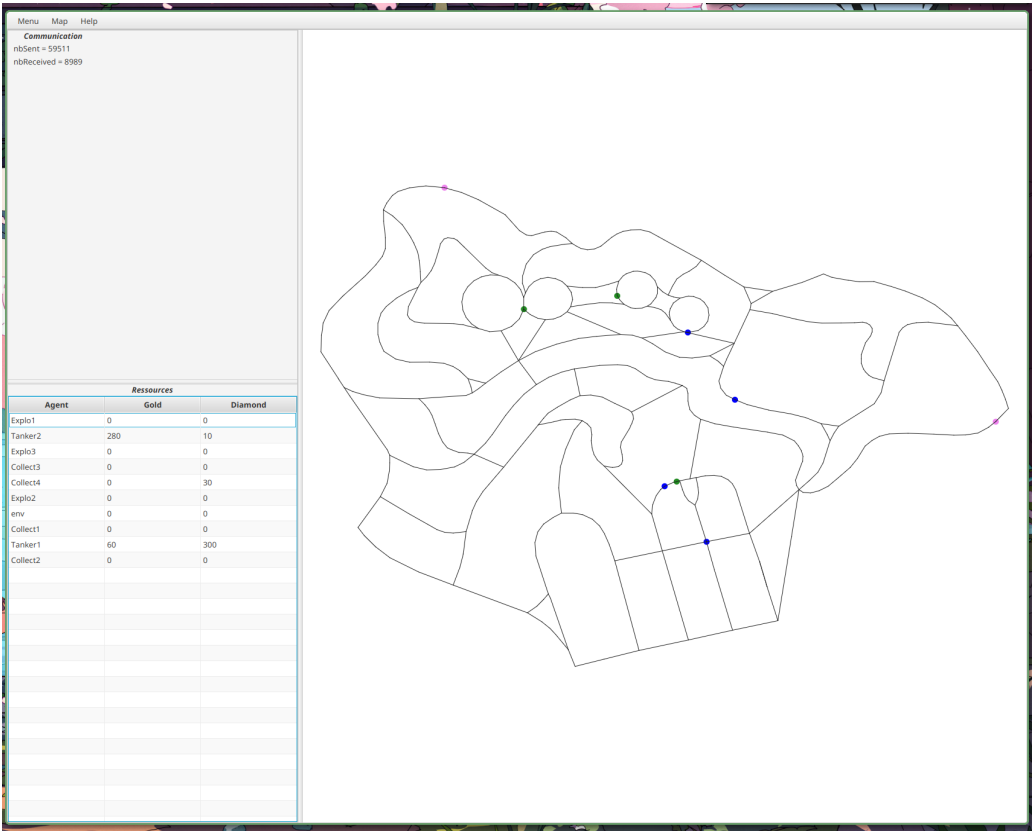 Menu Map Help
Communication
nbSent = 59511
nbReceived = 8989
Ressources
Agent Gold Diamond
Explo1 0 0
Tanker2 280 10
Explo3 0 0
Collect3 0 0
Collect4 0 30
Explo2 0 0
env 0 0
Collect1 0 0
Tanker1 60 300
Collect2 0 0